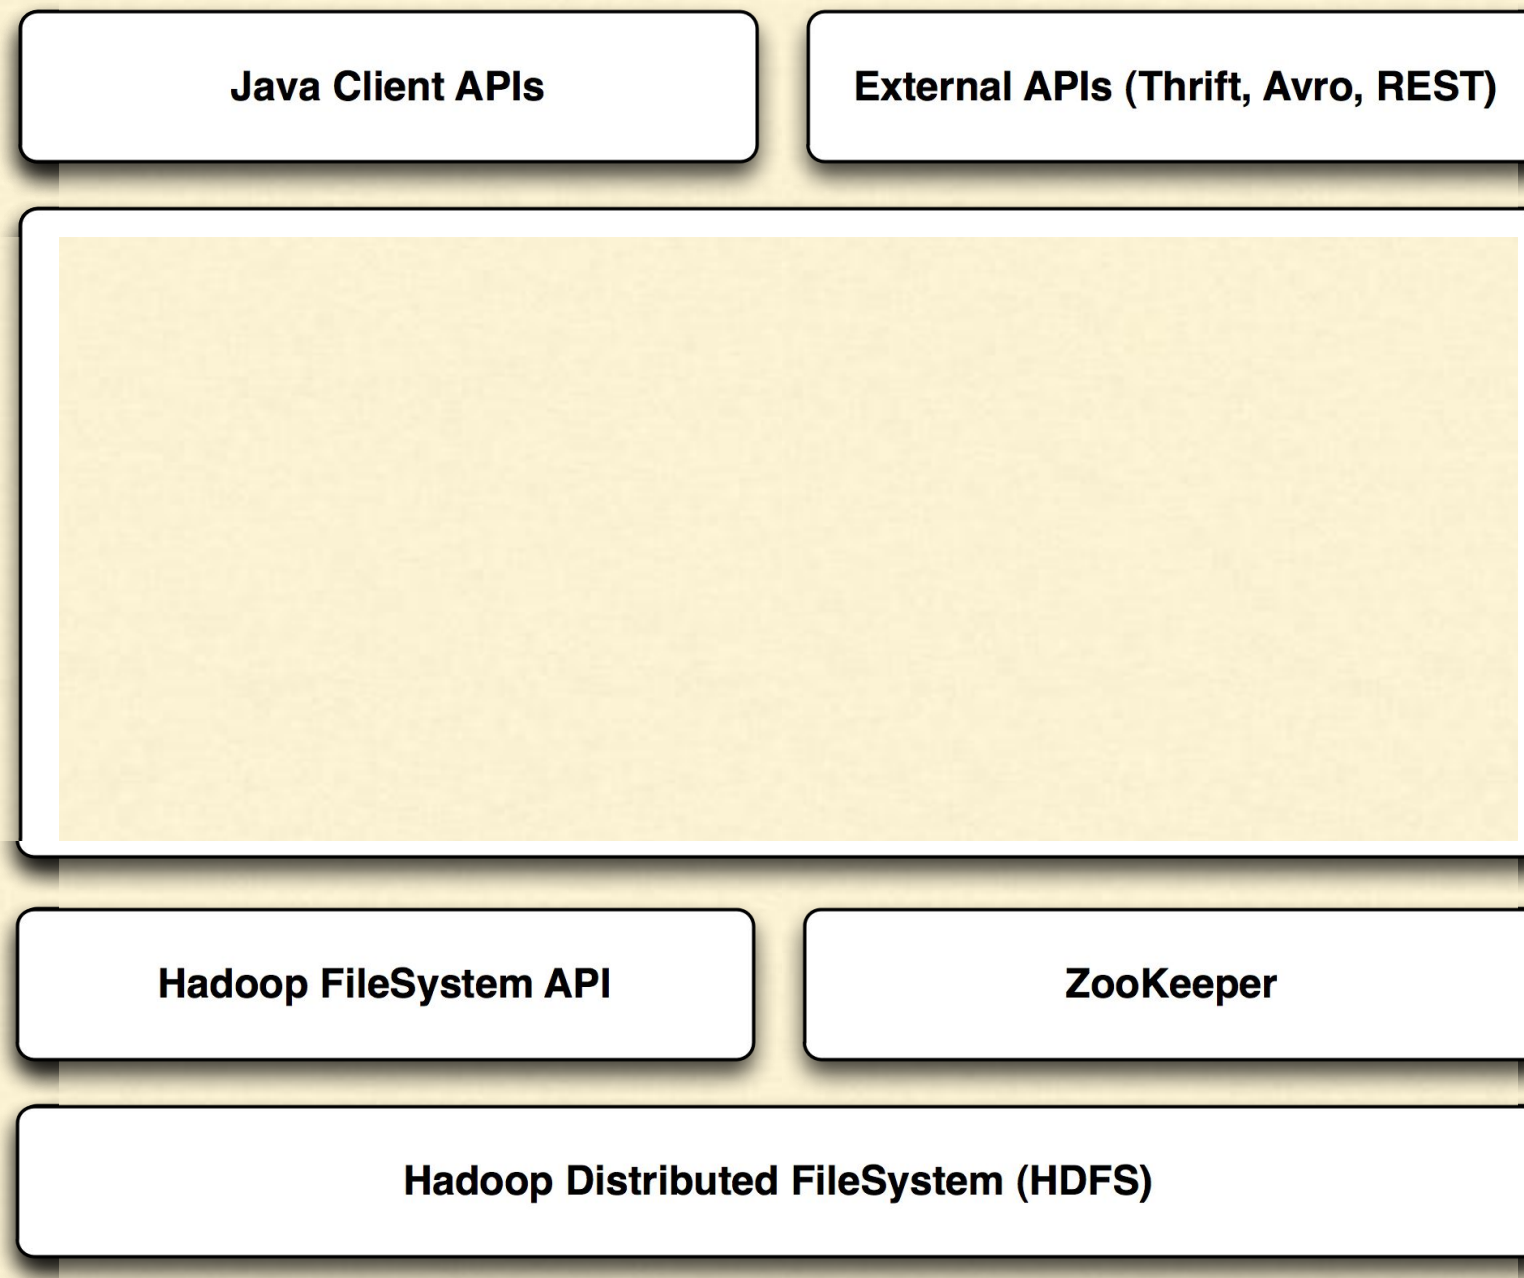 Java Client APIs
External APIs (Thrift, Avro, REST)
Hadoop FileSystem API
ZooKeeper
Hadoop Distributed FileSystem (HDFS)